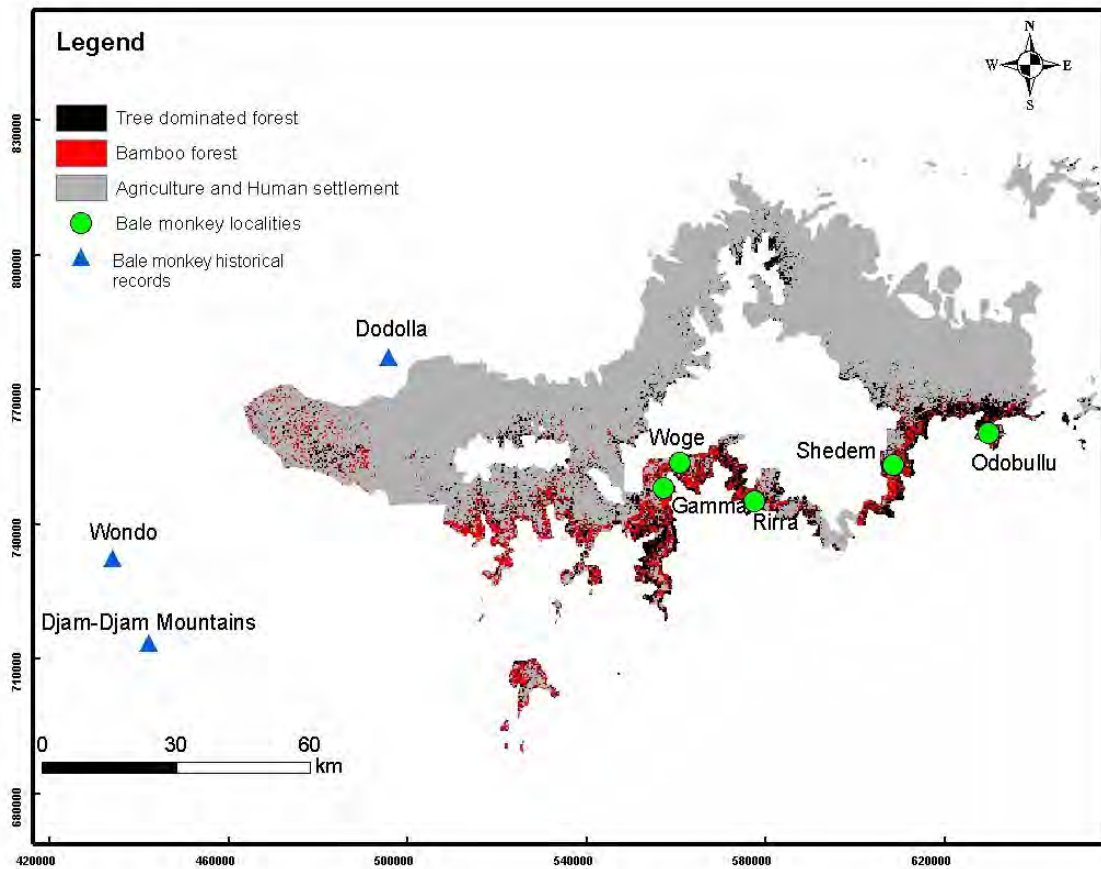 Legend
N
W E
S
Tree dominated forest
Bamboo forest
Agriculture and Human settlement
Bale monkey localities
Bale monkey historical
records
Dodolla
Woge
Shedem
Odobullu
Gamma
Rirra
Wondo
Djam-Djam Mountains
0 30 60
km
830000
800000
770000
740000
710000
680000
420000 460000 500000 540000 580000 620000